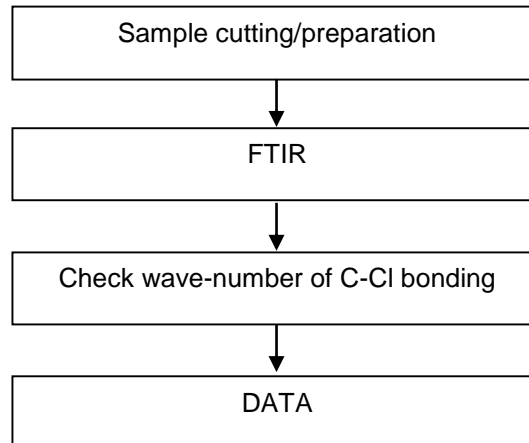 Sample cutting/preparation
FTIR
Check wave-number of C-Cl bonding
DATA